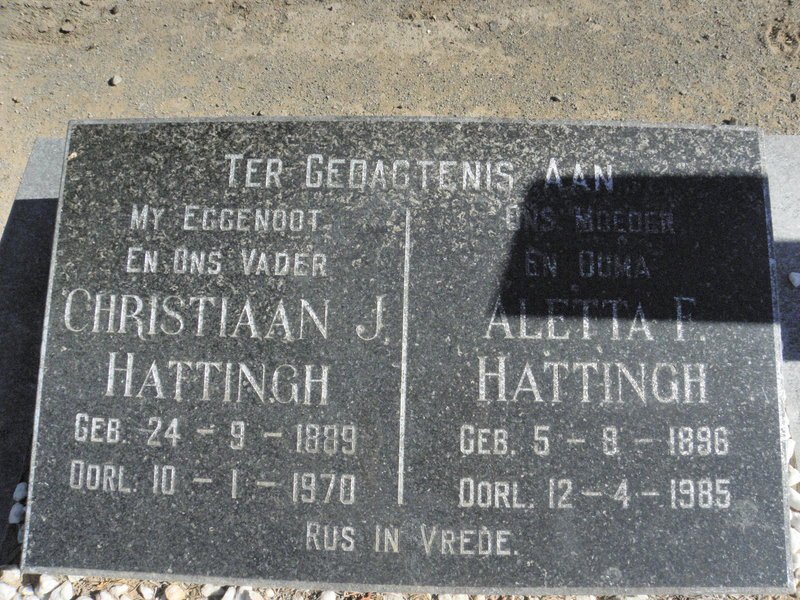 TER GEDAGTENIS AAN
MY EGGENOOT
EN ONS VADER
CHRISTIAAN J.
HATTINGH
GEB. 24 - 9 - 1889
OORL. 10 - 1 - 1970
ONS MOEDER
EN OUMA
ALETTA F.
HATTINGH
GEB. 5 - 8 - 1896
OORL. 12 - 4 - 1985
RUS IN VREDE.